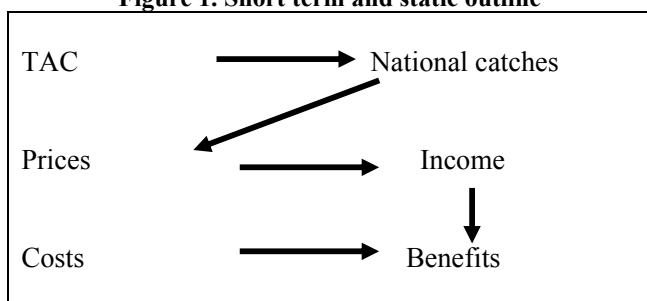 Figure 1. Short term and static outline
TAC National catches
Prices Income
Costs Benefits